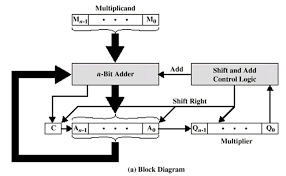 Multiplicand
Mn-1 • • • M0
n-Bit Adder
Add
Shift and Add
Control Logic
Shift Right
C
An-1 • • • A0
Qn-1 • • • Q0
Multiplier
(a) Block Diagram